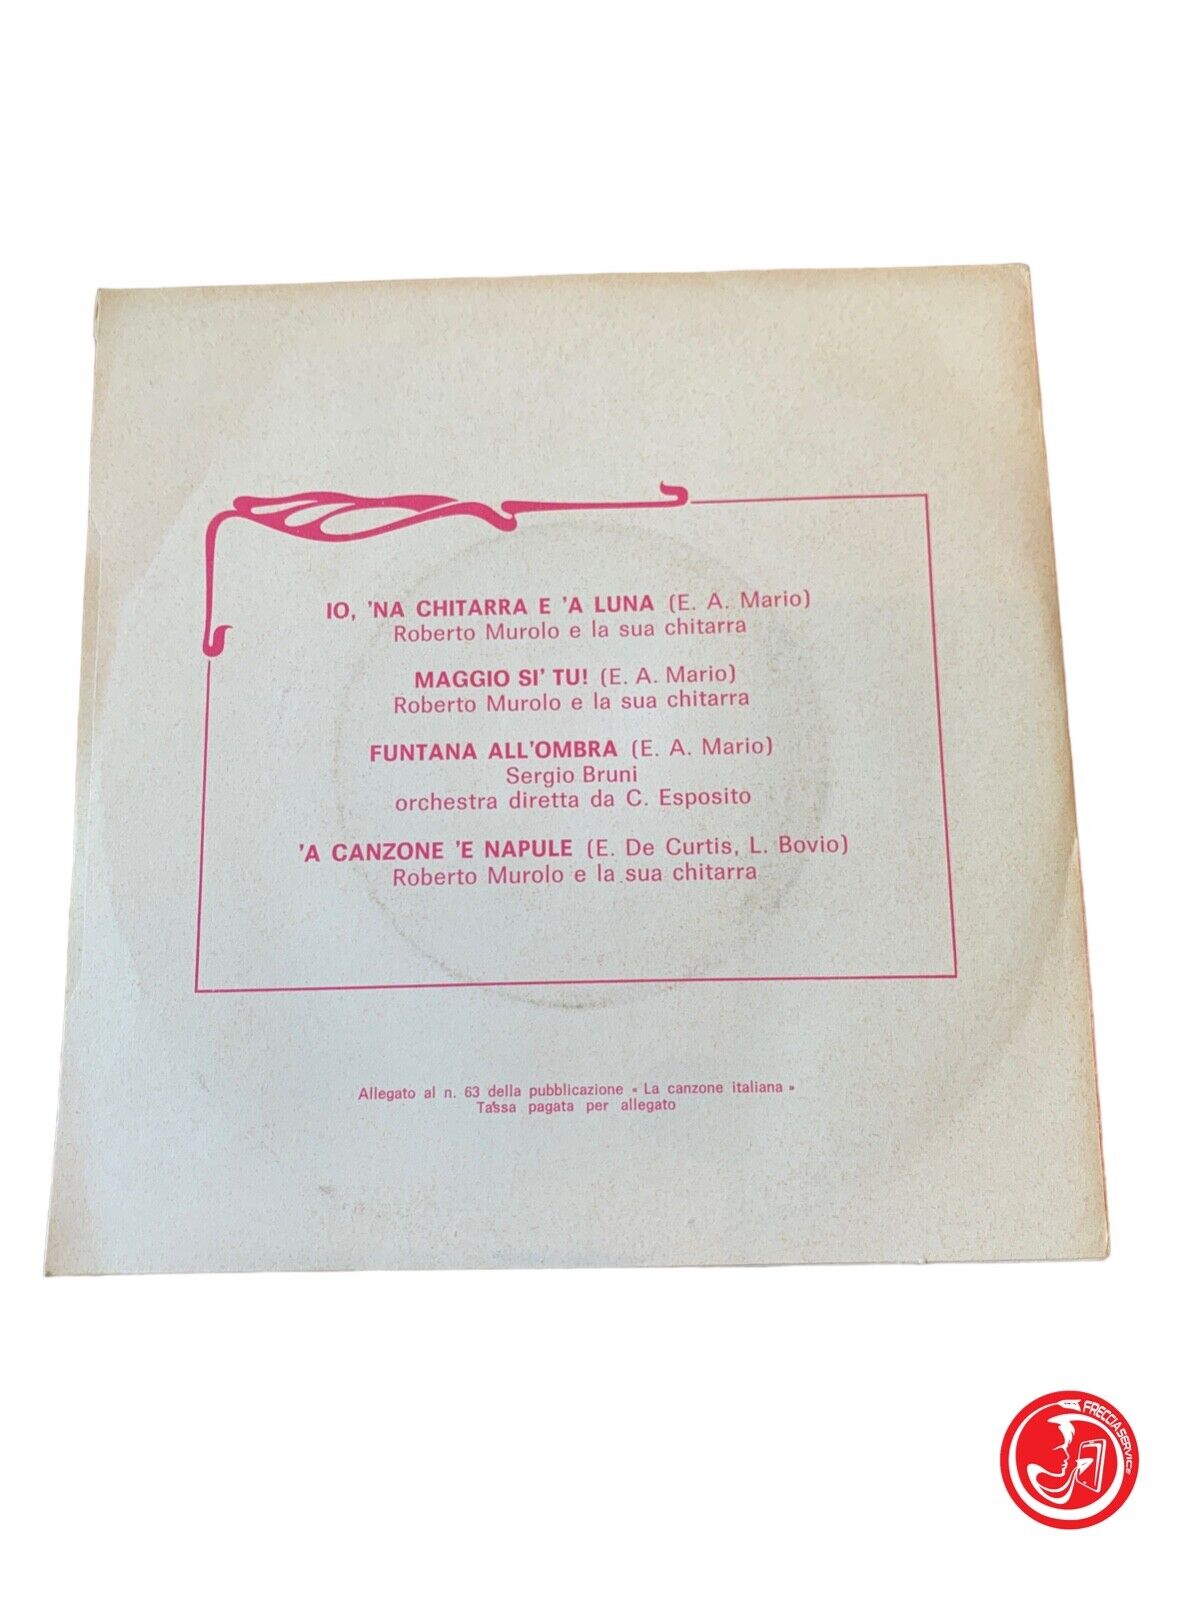 IO, 'NA CHITARRA E 'A LUNA (E. A. Mario)
Roberto Murolo e la sua chitarra
MAGGIO SI' TU! (E. A. Mario)
Roberto Murolo e la sua chitarra
FUNTANA ALL'OMBRA (E. A. Mario)
Sergio Bruni
orchestra diretta da C. Esposito
'A CANZONE 'E NAPULE (E. De Curtis, L. Bovio)
Roberto Murolo e la sua chitarra
Allegato al n. 63 della pubblicazione « La canzone italiana »
Tassa pagata per allegato
FRECCIASERVICE